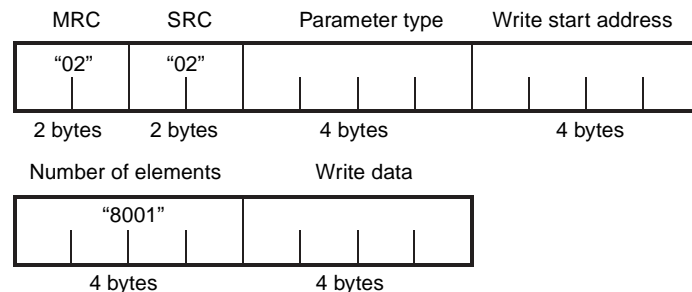 MRC SRC Parameter type Write start address
“02” “02”
2 bytes 2 bytes 4 bytes 4 bytes
Number of elements Write data
“8001”
4 bytes 4 bytes